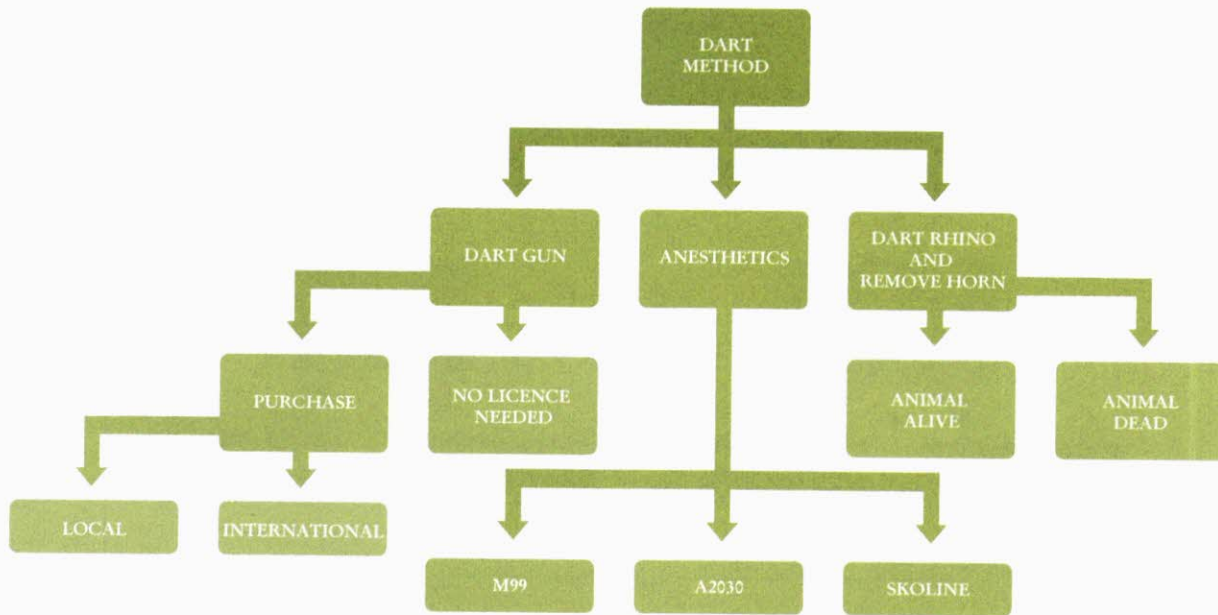 DART
METHOD
DART GUN
ANESTHETICS
DART RHINO
AND
REMOVE HORN
PURCHASE
NO LICENCE
NEEDED
ANIMAL
ALIVE
ANIMAL
DEAD
LOCAL
INTERNATIONAL
M99
A2030
SKOLINE